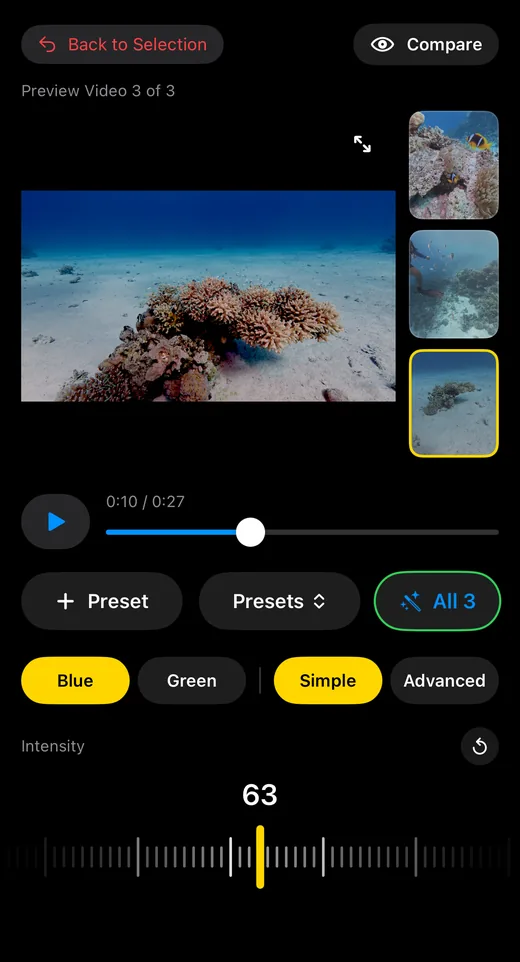 Back to Selection
Compare
Preview Video 3 of 3
0:10 / 0:27
Preset
Presets
All 3
Blue
Green
Simple
Advanced
Intensity
63